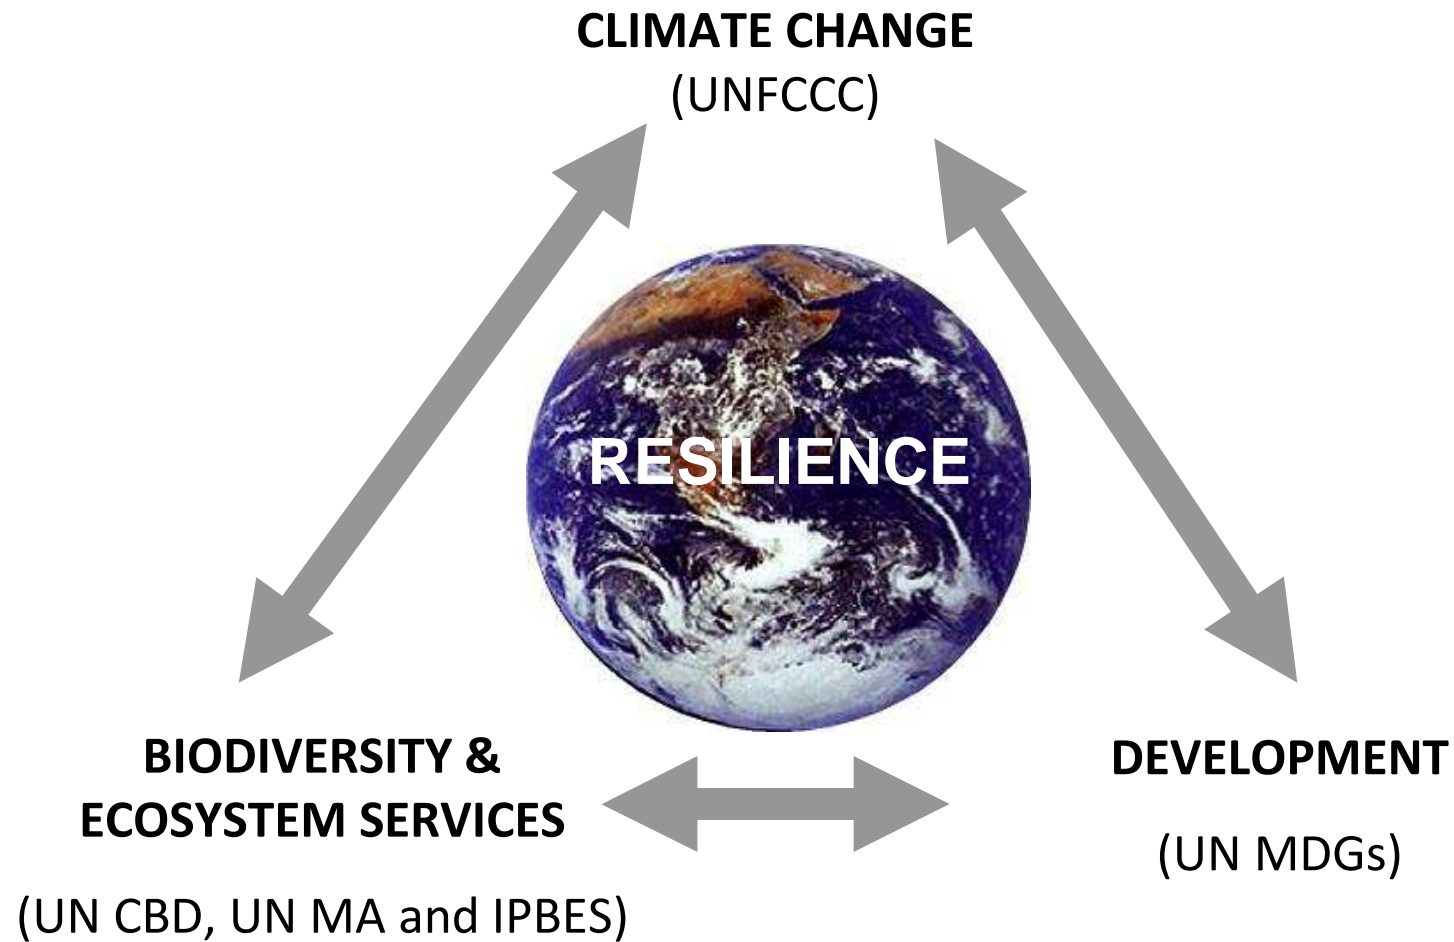 CLIMATE CHANGE
(UNFCCC)
RESILIENCE
BIODIVERSITY &
ECOSYSTEM SERVICES
(UN CBD, UN MA and IPBES)
DEVELOPMENT
(UN MDGs)